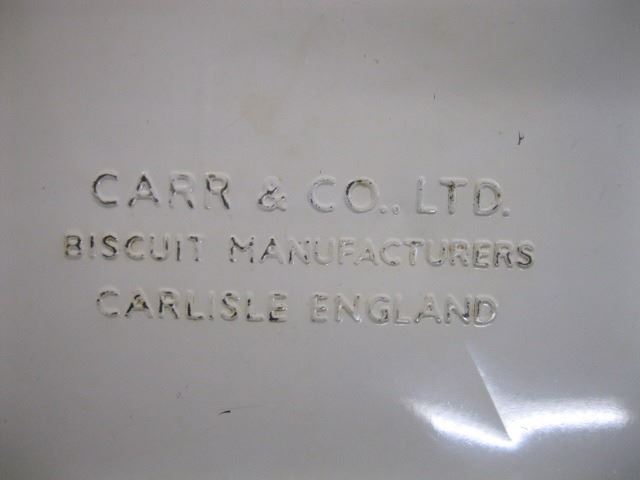 CARR & CO., LTD.
BISCUIT MANUFACTURERS
CARLISLE ENGLAND